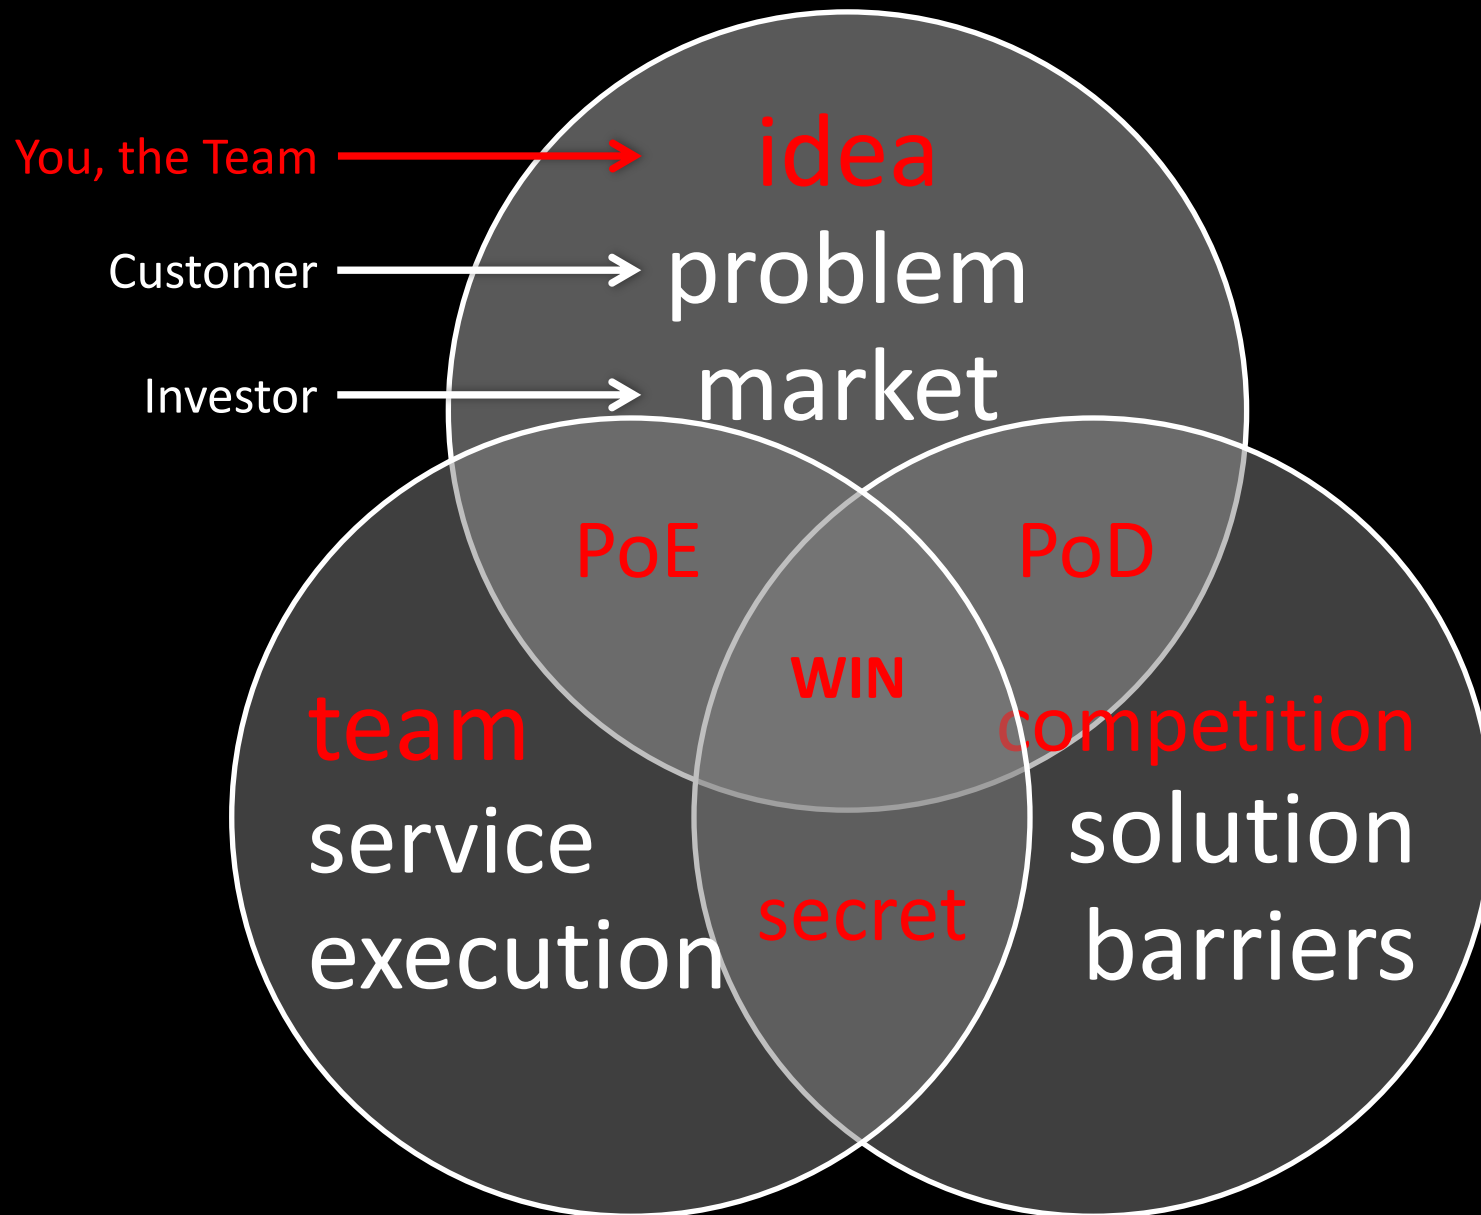 You, the Team
idea
Customer
problem
Investor
market
PoE
PoD
WIN
team
competition
service
solution
execution
secret
barriers